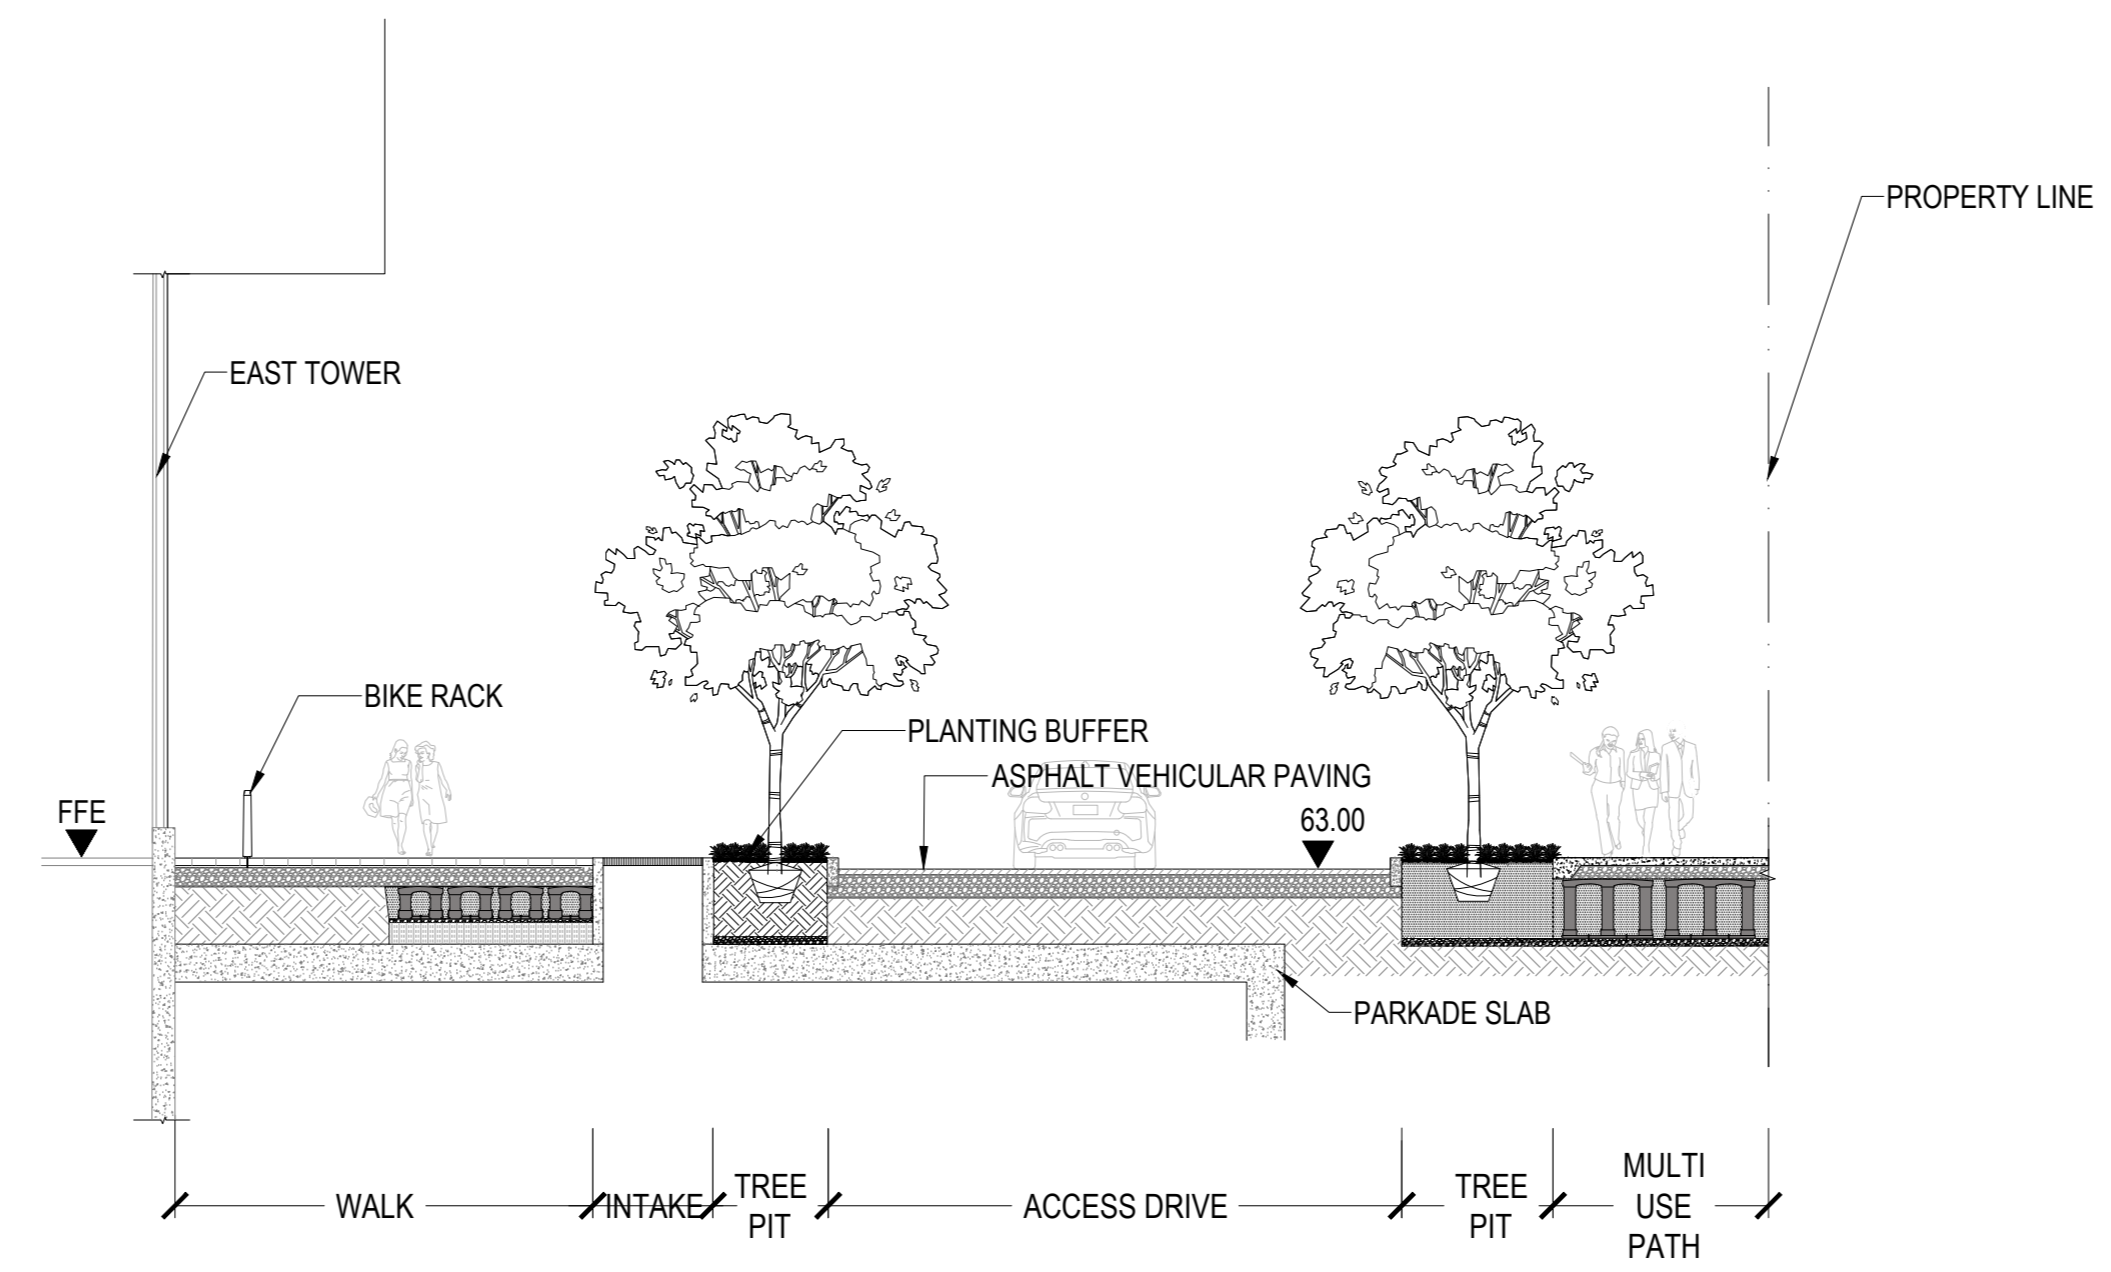 PROPERTY LINE
EAST TOWER
BIKE RACK
PLANTING BUFFER
ASPHALT VEHICULAR PAVING
FFE
63.00
PARKADE SLAB
WALK
INTAKE
TREE
PIT
ACCESS DRIVE
TREE
PIT
MULTI
USE
PATH